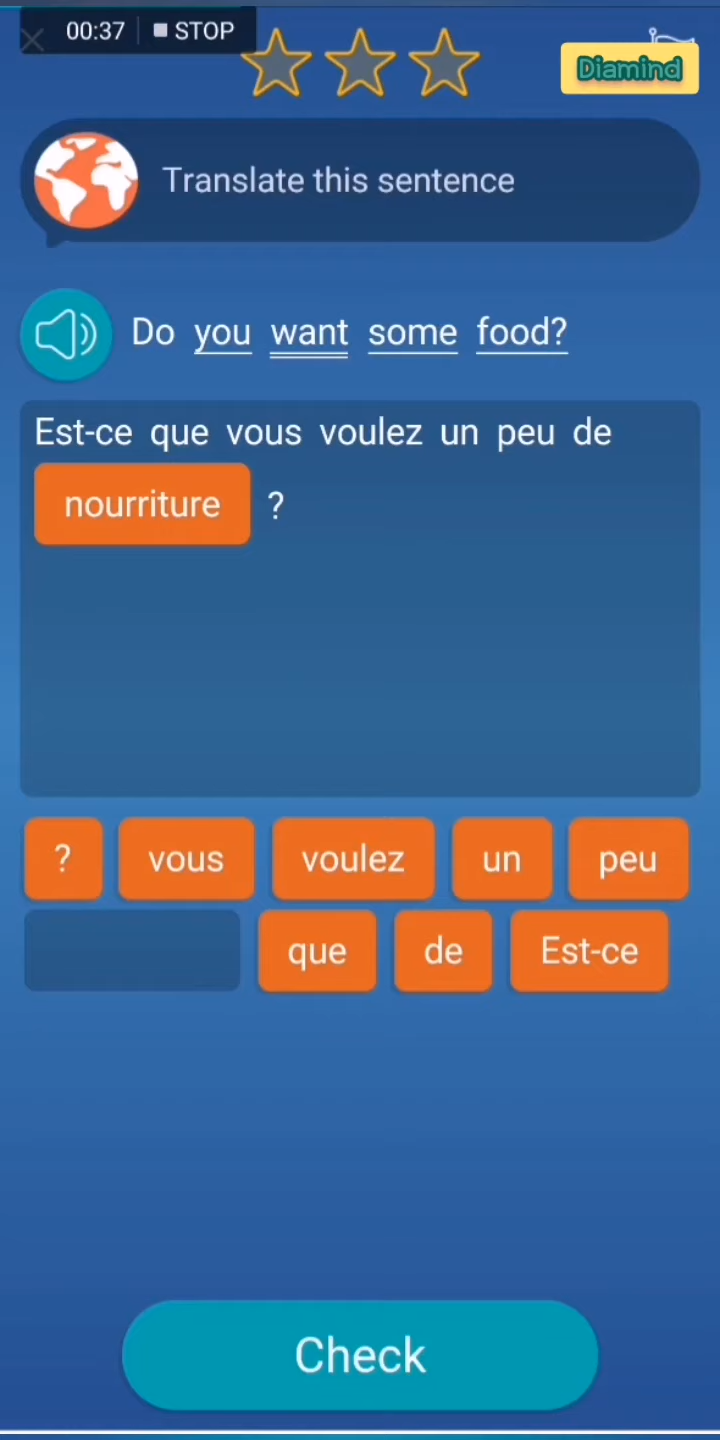 00:37 STOP
Diamind
Translate this sentence
Do you want some food?
Est-ce que vous voulez un peu de
nourriture ?
? vous voulez un peu
que de Est-ce
Check